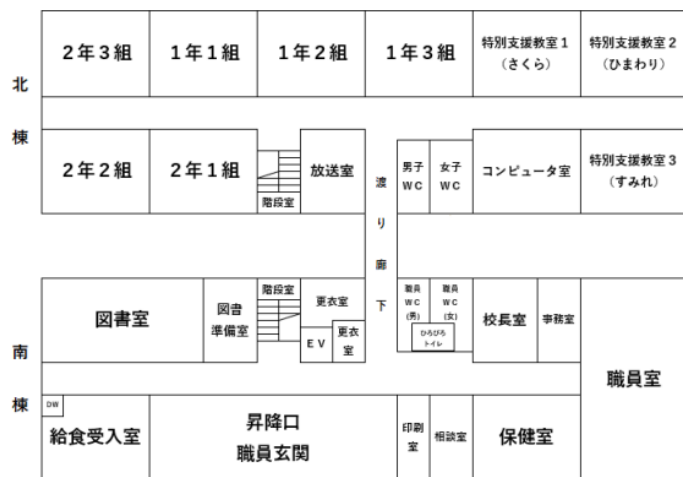 2年3組
1年1組
1年2組
1年3組
特別支援教室1
（さくら）
特別支援教室2
（ひまわり）
北
棟
2年2組
2年1組
階段室
放送室
渡り廊下
男子
WC
女子
WC
コンピュータ室
特別支援教室3
（すみれ）
南
棟
図書室
図書
準備室
階段室
更衣室
EV
更衣
室
職員
WC
(男)
職員
WC
(女)
ひろびろ
トイレ
校長室
事務室
職員室
DW
給食受入室
昇降口
職員玄関
印刷
室
相談室
保健室